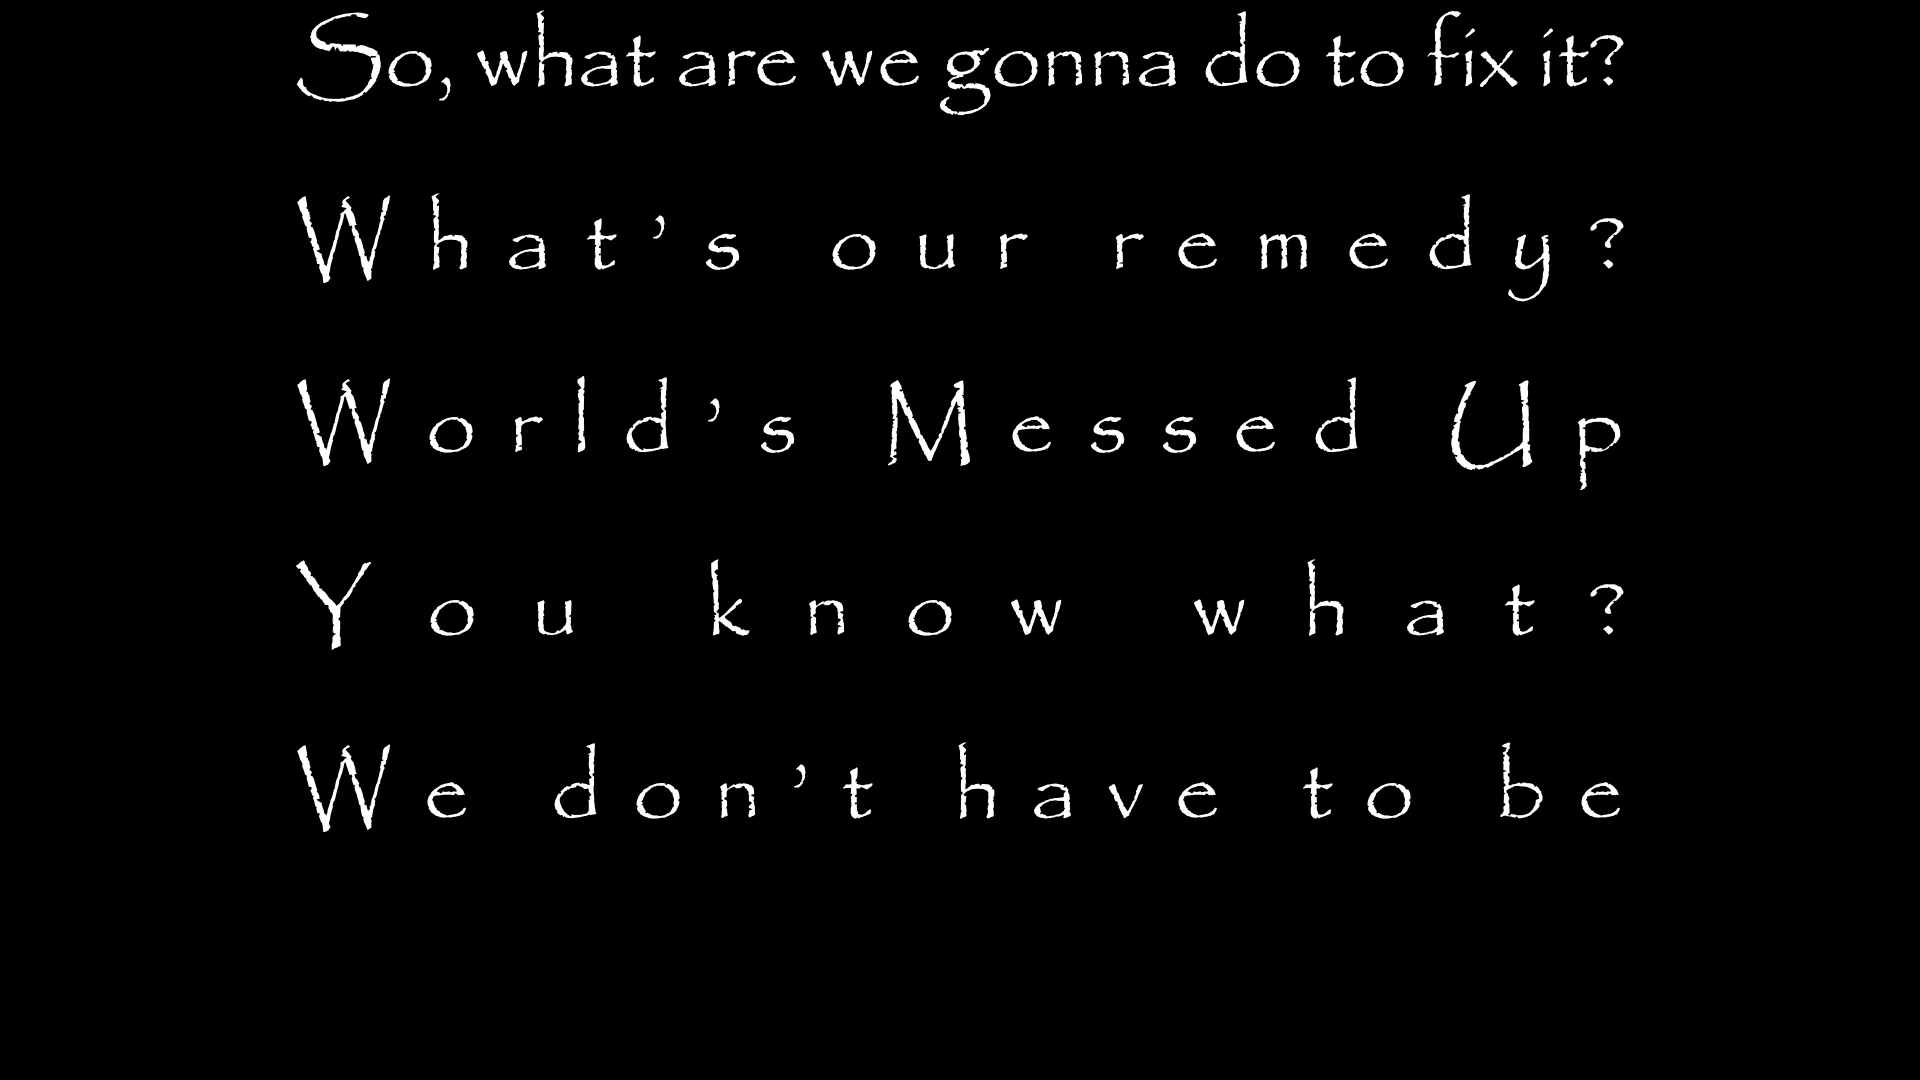 So, what are we gonna do to fix it?
What’s our remedy?
World’s Messed Up
You know what?
We don’t have to be